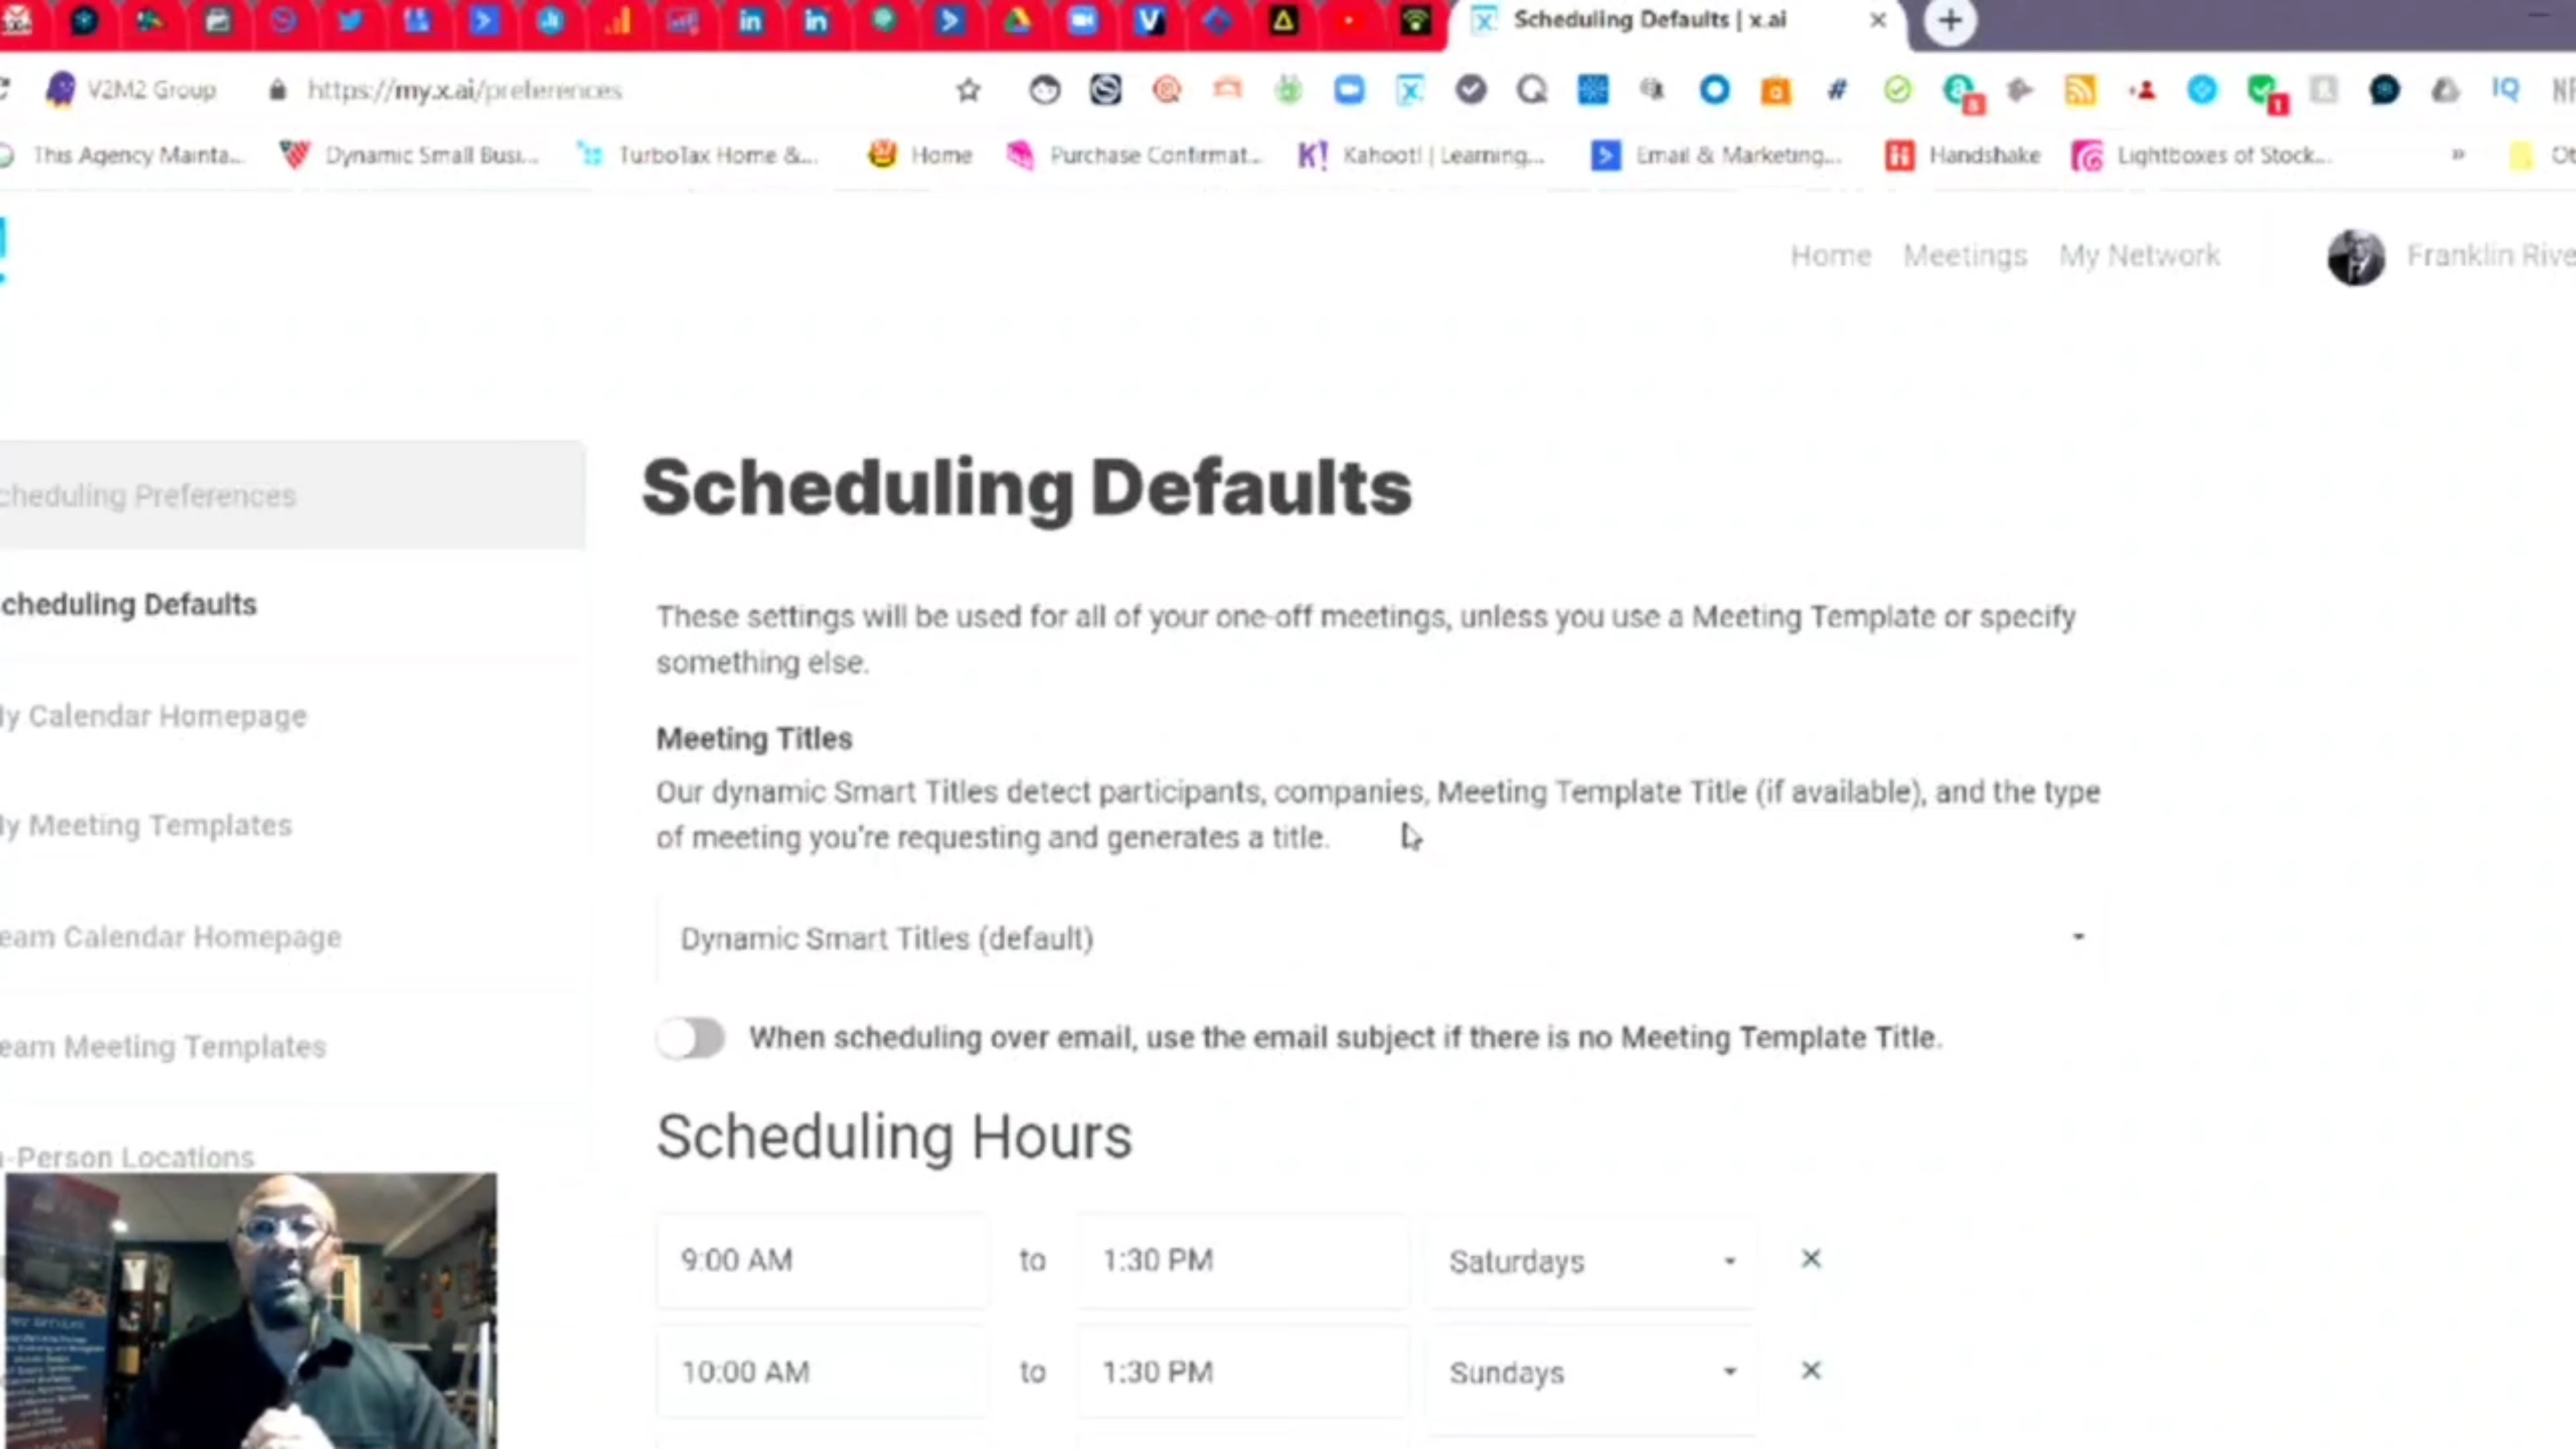 Scheduling Defaults | x.ai
V2M2 Group
https://my.x.ai/preferences
This Agency Mainta...
Dynamic Small Busi...
TurboTax Home &...
Home
Purchase Confirmat...
Kahoot! | Learning...
Email & Marketing...
Handshake
Lightboxes of Stock...
»
Home
Meetings
My Network
Franklin Rive
cheduling Preferences
cheduling Defaults
y Calendar Homepage
y Meeting Templates
eam Calendar Homepage
eam Meeting Templates
-Person Locations
Scheduling Defaults
These settings will be used for all of your one-off meetings, unless you use a Meeting Template or specify
something else.
Meeting Titles
Our dynamic Smart Titles detect participants, companies, Meeting Template Title (if available), and the type
of meeting you're requesting and generates a title.
Dynamic Smart Titles (default)
When scheduling over email, use the email subject if there is no Meeting Template Title.
Scheduling Hours
9:00 AM to 1:30 PM Saturdays
10:00 AM to 1:30 PM Sundays